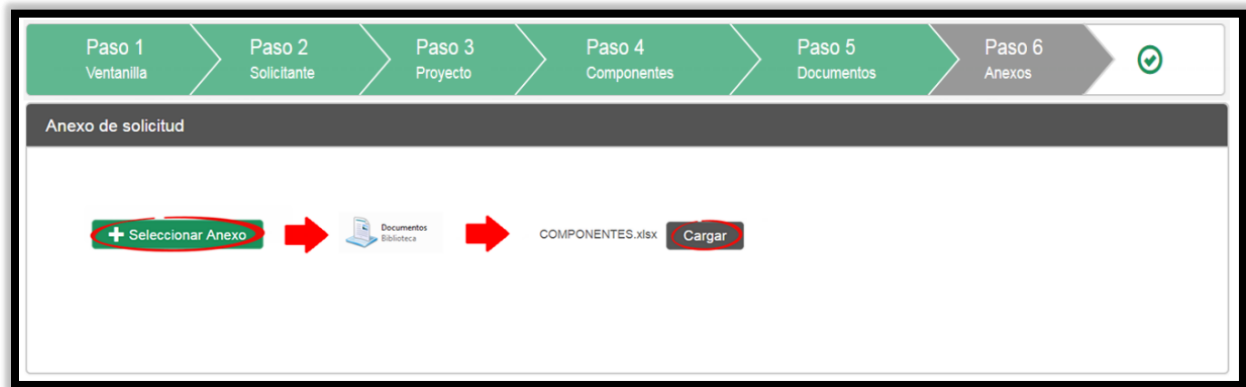 Paso 1
Ventanilla
Paso 2
Solicitante
Paso 3
Proyecto
Paso 4
Componentes
Paso 5
Documentos
Paso 6
Anexos
Anexo de solicitud
+ Seleccionar Anexo
Documentos
Biblioteca
COMPONENTES.xlsx
Cargar